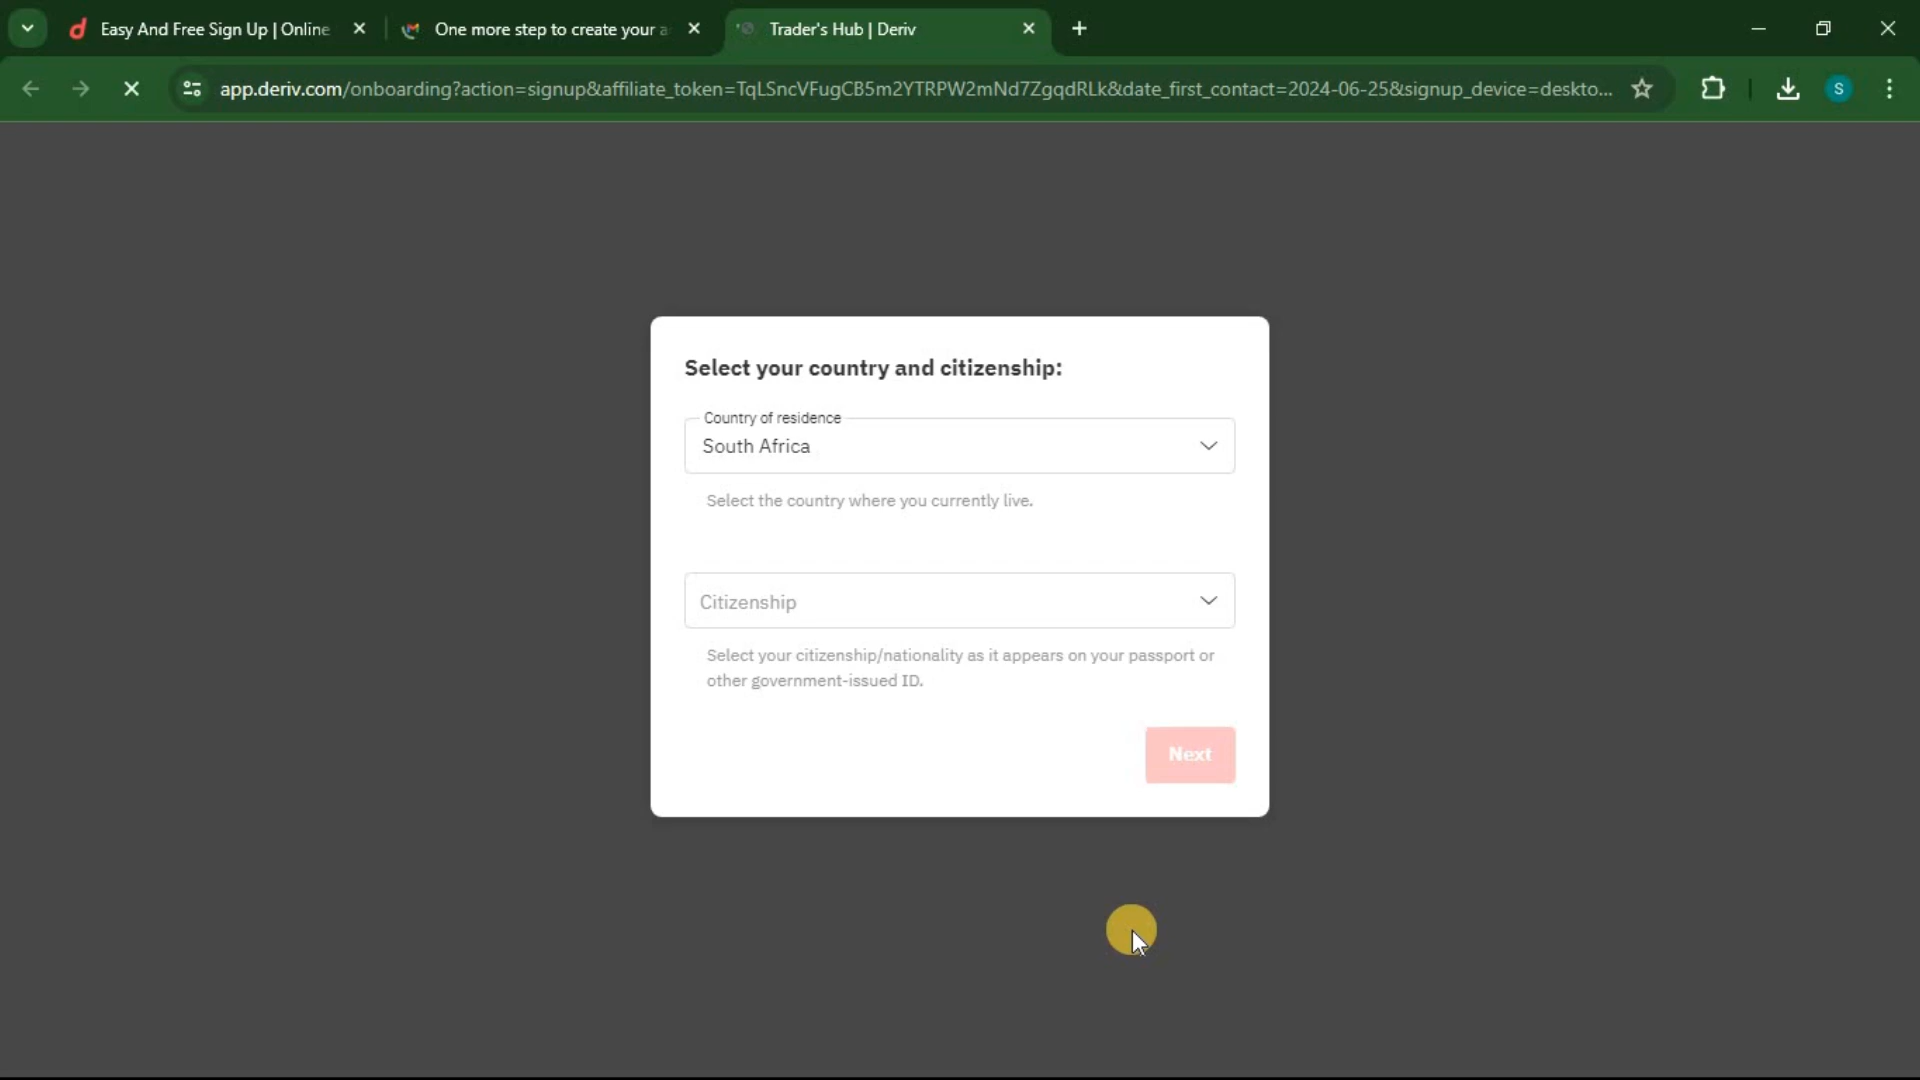 Easy And Free Sign Up | Online
One more step to create your a
Trader's Hub | Deriv
app.deriv.com/onboarding?action=signup&affiliate_token=TqLSncVFugCB5m2YTRPW2mNd7ZgqdRLk&date_first_contact=2024-06-25&signup_device=deskto...
S
Select your country and citizenship:
Country of residence
South Africa
Select the country where you currently live.
Citizenship
Select your citizenship/nationality as it appears on your passport or
other government-issued ID.
Next